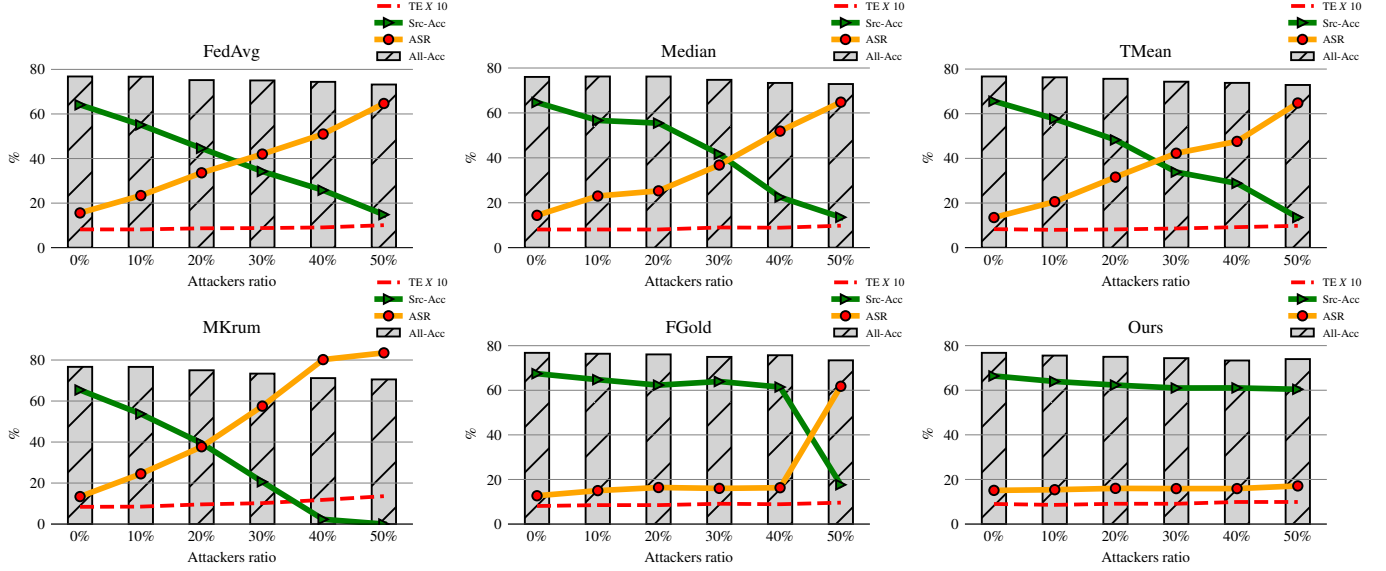 TE X 10
Src-Acc
ASR
All-Acc
FedAvg
80
60
40
20
0
%
0% 10% 20% 30% 40% 50%
Attackers ratio
TE X 10
Src-Acc
ASR
All-Acc
Median
80
60
40
20
0
%
0% 10% 20% 30% 40% 50%
Attackers ratio
TE X 10
Src-Acc
ASR
All-Acc
TMean
80
60
40
20
0
%
0% 10% 20% 30% 40% 50%
Attackers ratio
TE X 10
Src-Acc
ASR
All-Acc
MKrum
80
60
40
20
0
%
0% 10% 20% 30% 40% 50%
Attackers ratio
TE X 10
Src-Acc
ASR
All-Acc
FGold
80
60
40
20
0
%
0% 10% 20% 30% 40% 50%
Attackers ratio
TE X 10
Src-Acc
ASR
All-Acc
Ours
80
60
40
20
0
%
0% 10% 20% 30% 40% 50%
Attackers ratio